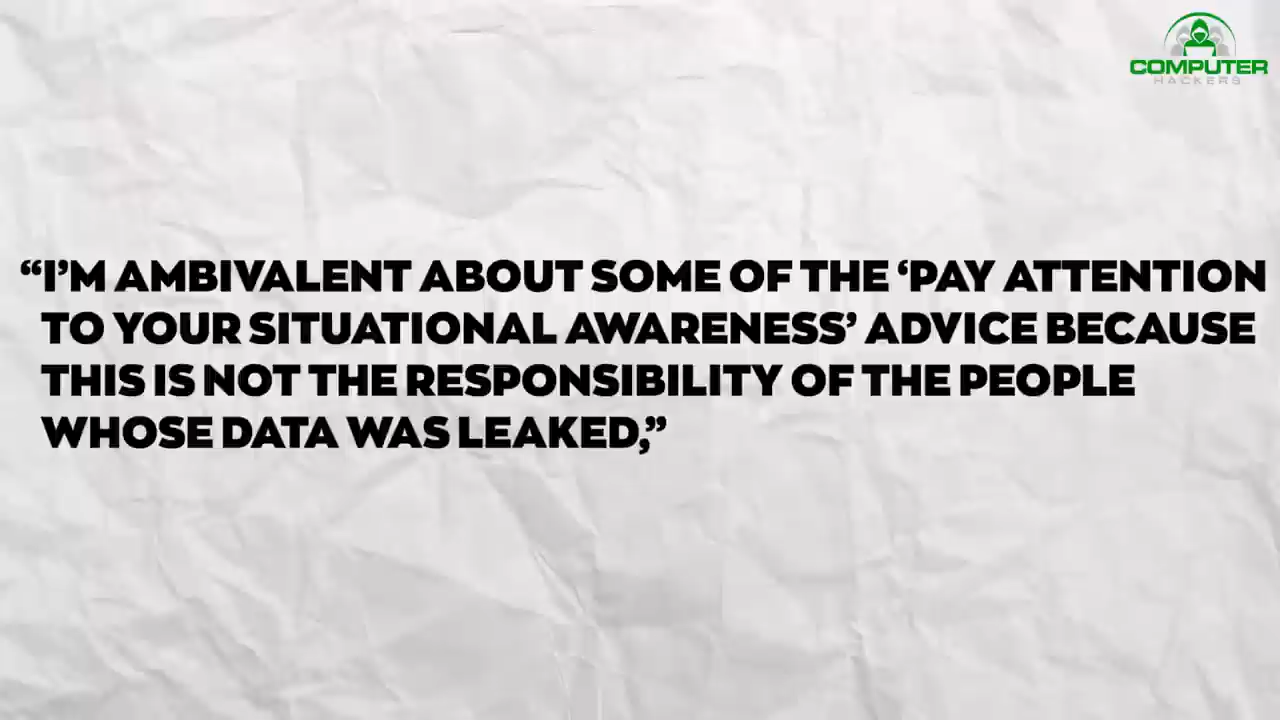 COMPUTER
HACKERS
“I’M AMBIVALENT ABOUT SOME OF THE ‘PAY ATTENTION
TO YOUR SITUATIONAL AWARENESS’ ADVICE BECAUSE
THIS IS NOT THE RESPONSIBILITY OF THE PEOPLE
WHOSE DATA WAS LEAKED,”